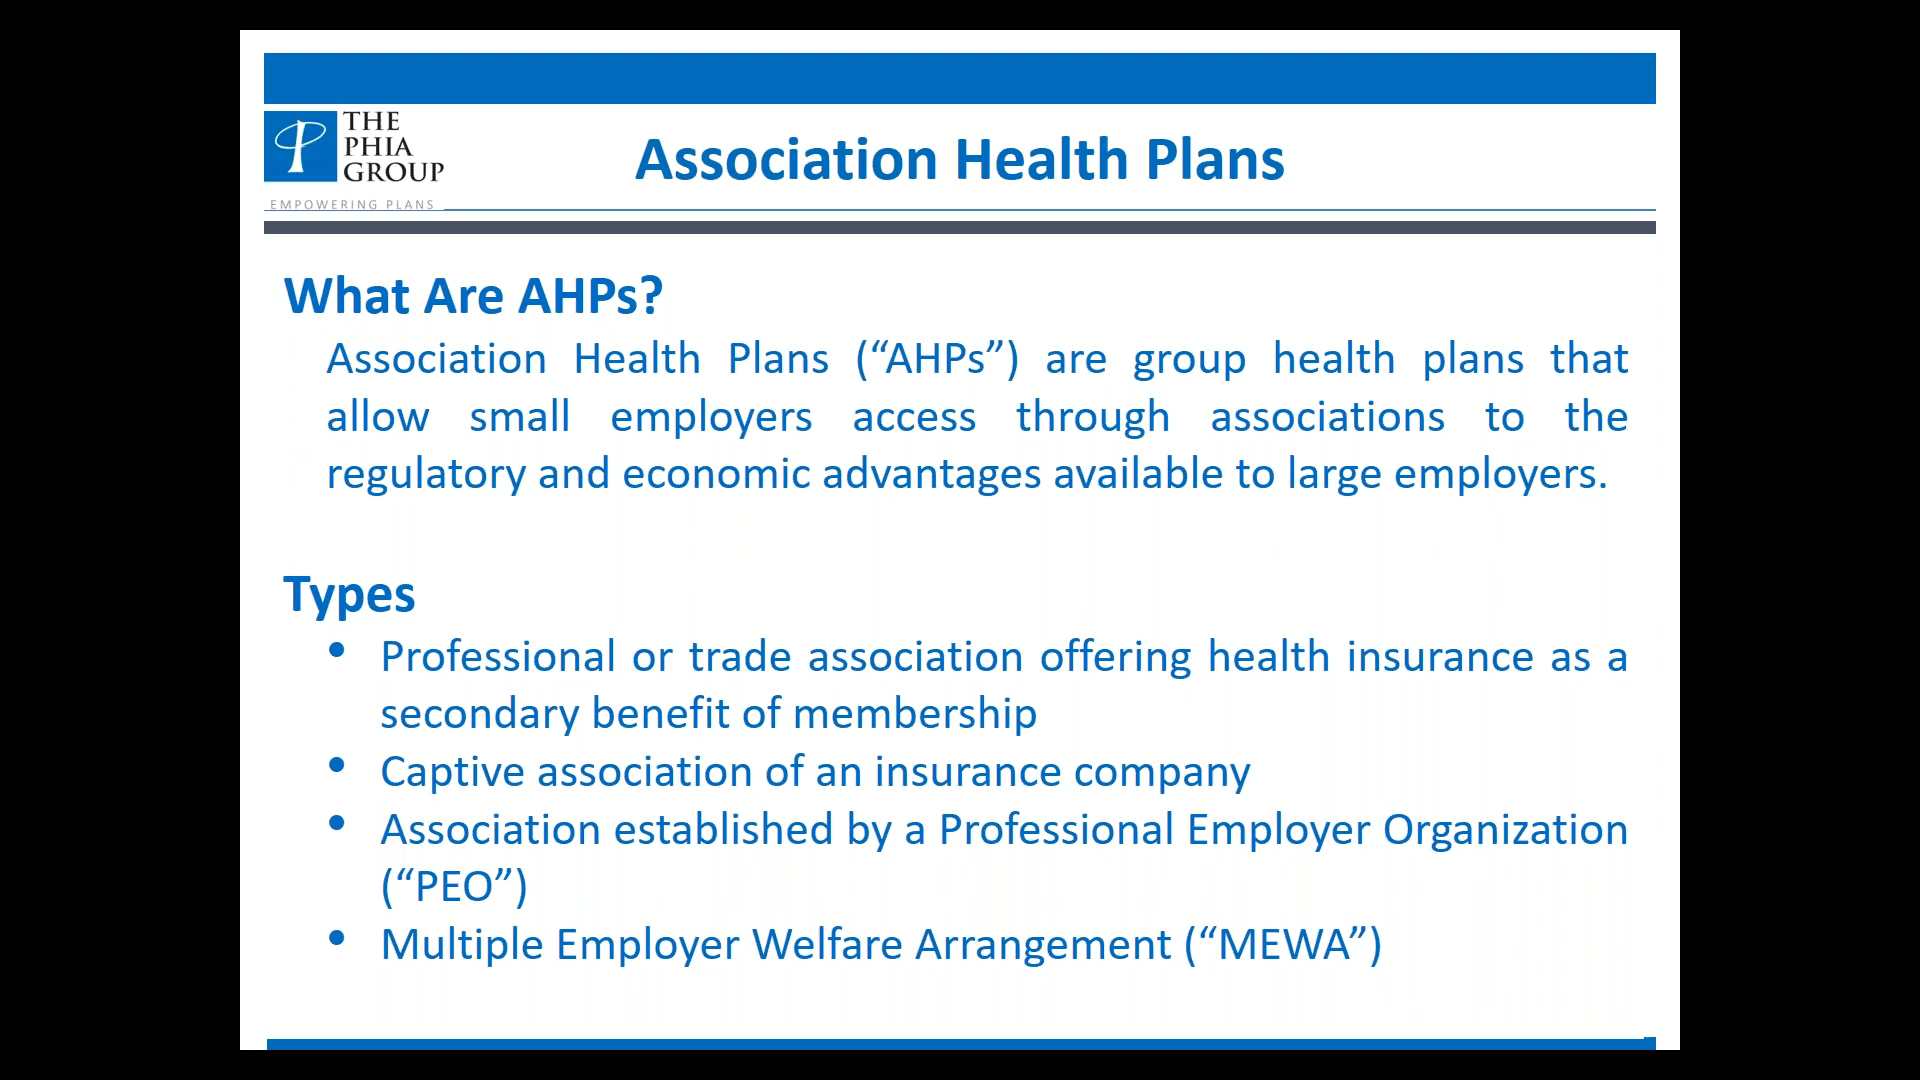 THE
PHIA
GROUP
EMPOWERING PLANS
Association Health Plans
What Are AHPs?
Association Health Plans (“AHPs”) are group health plans that
allow small employers access through associations to the
regulatory and economic advantages available to large employers.
Types
• Professional or trade association offering health insurance as a
secondary benefit of membership
• Captive association of an insurance company
• Association established by a Professional Employer Organization
(“PEO”)
• Multiple Employer Welfare Arrangement (“MEWA”)